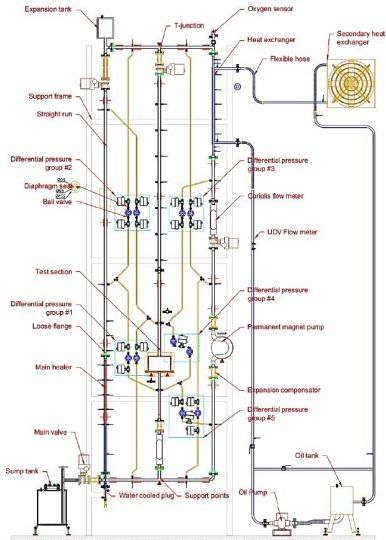 Expansion tank
T-junction
Oxygen sensor
Heat exchanger
Secondary heat
exchanger
Flexible hose
Support frame
Straight run
Differential pressure
group #2
Diaphragm seal
Ball valve
Differential pressure
group #3
Coriolis flow meter
UDV Flow meter
Test section
Differential pressure
group #1
Loose flange
Differential pressure
group #4
Permanent magnet pump
Main heater
Expansion compensator
Differential pressure
group #5
Main valve
Sump tank
Water cooled plug
Support points
Oil tank
Oil Pump